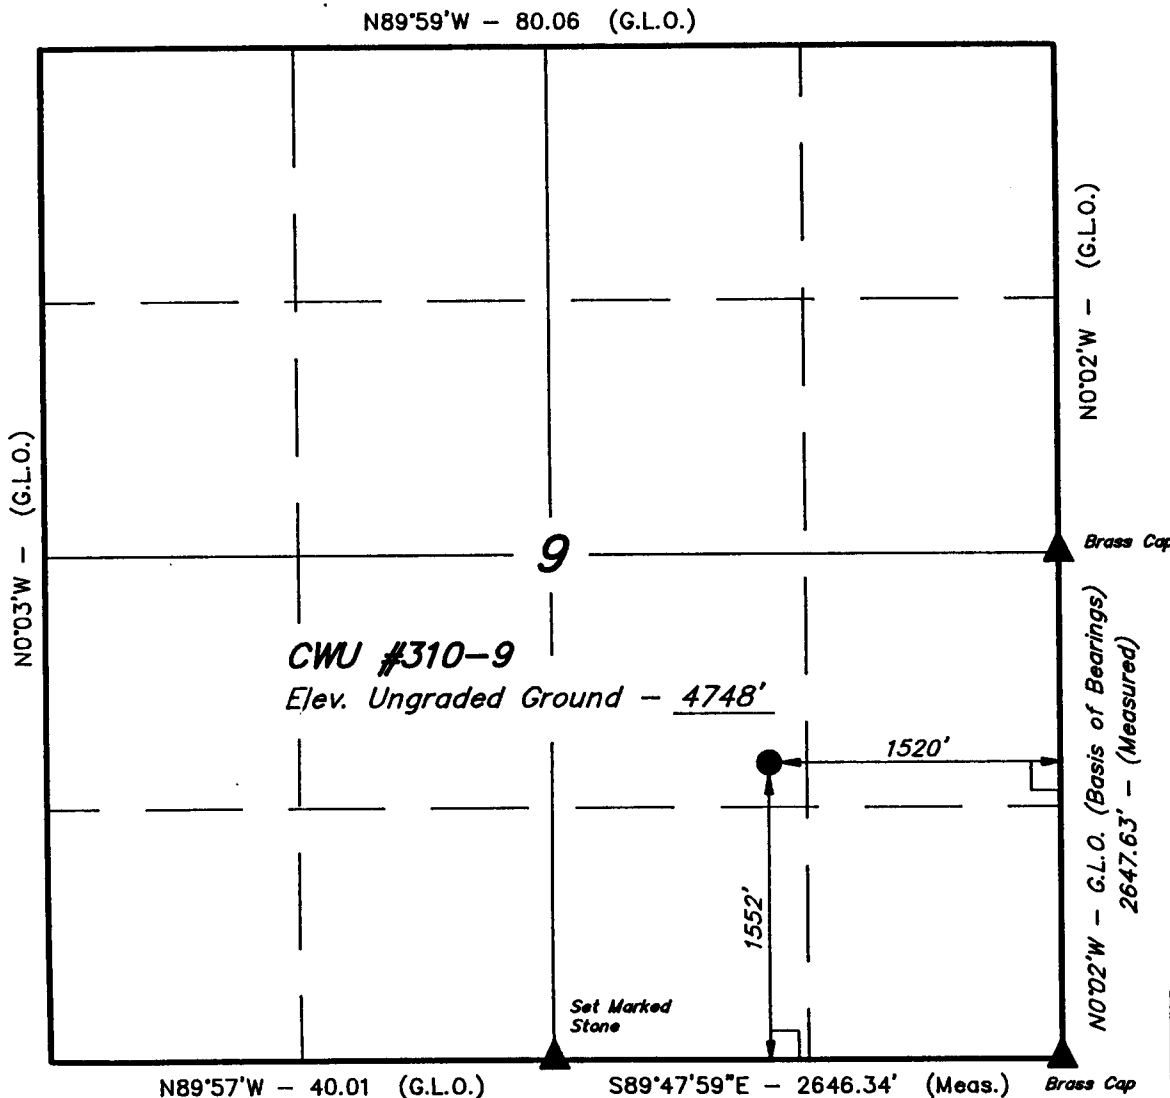 N89°59'W - 80.06 (G.L.O.)
N0°02'W - (G.L.O.)
N0°03'W - (G.L.O.)
9
Brass Cap
CWU #310-9
Elev. Ungraded Ground - 4748'
1520'
1552'
N0°02'W - G.L.O. (Basis of Bearings)
2647.63' - (Measured)
Set Marked
Stone
N89°57'W - 40.01 (G.L.O.)
S89°47'59"E - 2646.34' (Meas.)
Brass Cap